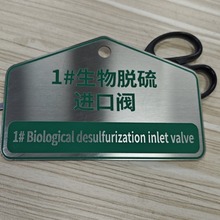 1#生物脱硫
进口阀
1# Biological desulfurization inlet valve